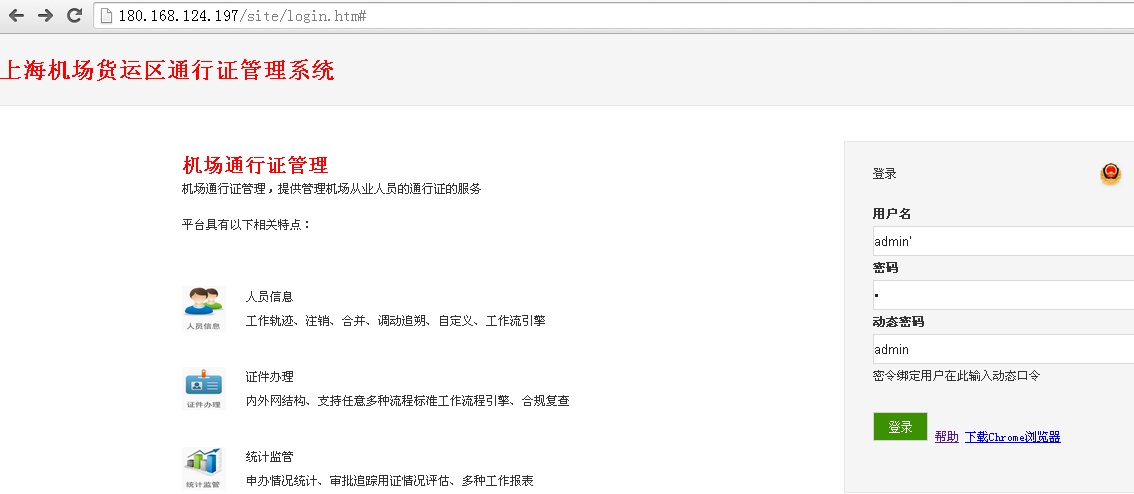 180.168.124.197/site/login.htm#
上海机场货运区通行证管理系统
机场通行证管理
机场通行证管理，提供管理机场从业人员的通行证的服务
平台具有以下相关特点：
人员信息
人员信息
工作轨迹、注销、合并、调动追朔、自定义、工作流引擎
证件办理
证件办理
内外网结构、支持任意多种流程标准工作流程引擎、合规复查
统计监管
统计监管
申办情况统计、审批追踪用证情况评估、多种工作报表
登录
用户名
admin'
密码
动态密码
admin
密令绑定用户在此输入动态口令
登录 帮助 下载Chrome浏览器